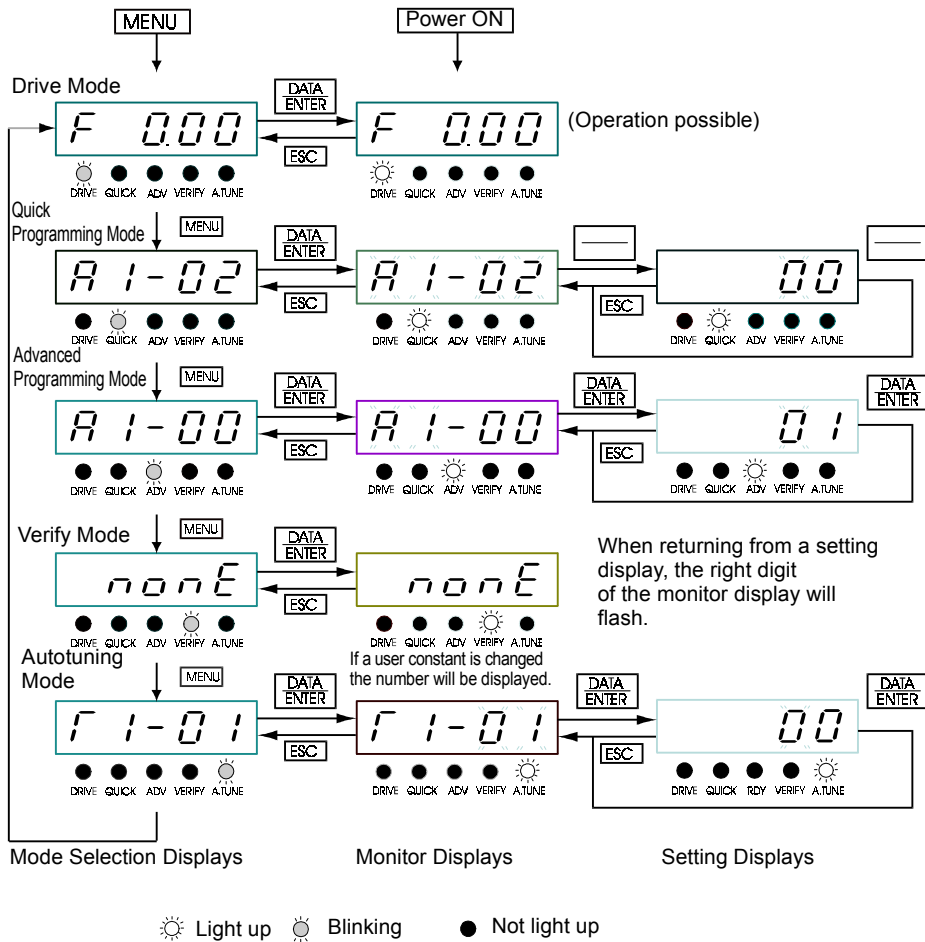 MENU Power ON
Drive Mode
DATA
ENTER
F 0.00 F 0.00 (Operation possible)
ESC
DRIVE QUICK ADV VERIFY A.TUNE DRIVE QUICK ADV VERIFY A.TUNE
Quick
Programming Mode MENU
DATA
ENTER
A1-02 A1-02 00
ESC ESC
DRIVE QUICK ADV VERIFY A.TUNE DRIVE QUICK ADV VERIFY A.TUNE DRIVE QUICK ADV VERIFY A.TUNE
Advanced
Programming Mode MENU
DATA DATA DATA
ENTER ENTER ENTER
A1-00 A1-00 01
ESC ESC
DRIVE QUICK ADV VERIFY A.TUNE DRIVE QUICK ADV VERIFY A.TUNE DRIVE QUICK ADV VERIFY A.TUNE
Verify Mode MENU
DATA
ENTER
nonE nonE
ESC
DRIVE QUICK ADV VERIFY A.TUNE DRIVE QUICK ADV VERIFY A.TUNE
When returning from a setting
display, the right digit
of the monitor display will
flash.
If a user constant is changed
the number will be displayed.
Autotuning
Mode MENU
DATA DATA DATA
ENTER ENTER ENTER
Γ1-01 Γ1-01 00
ESC ESC
DRIVE QUICK ADV VERIFY A.TUNE DRIVE QUICK ADV VERIFY A.TUNE DRIVE QUICK RDY VERIFY A.TUNE
Mode Selection Displays Monitor Displays Setting Displays
Light up Blinking Not light up